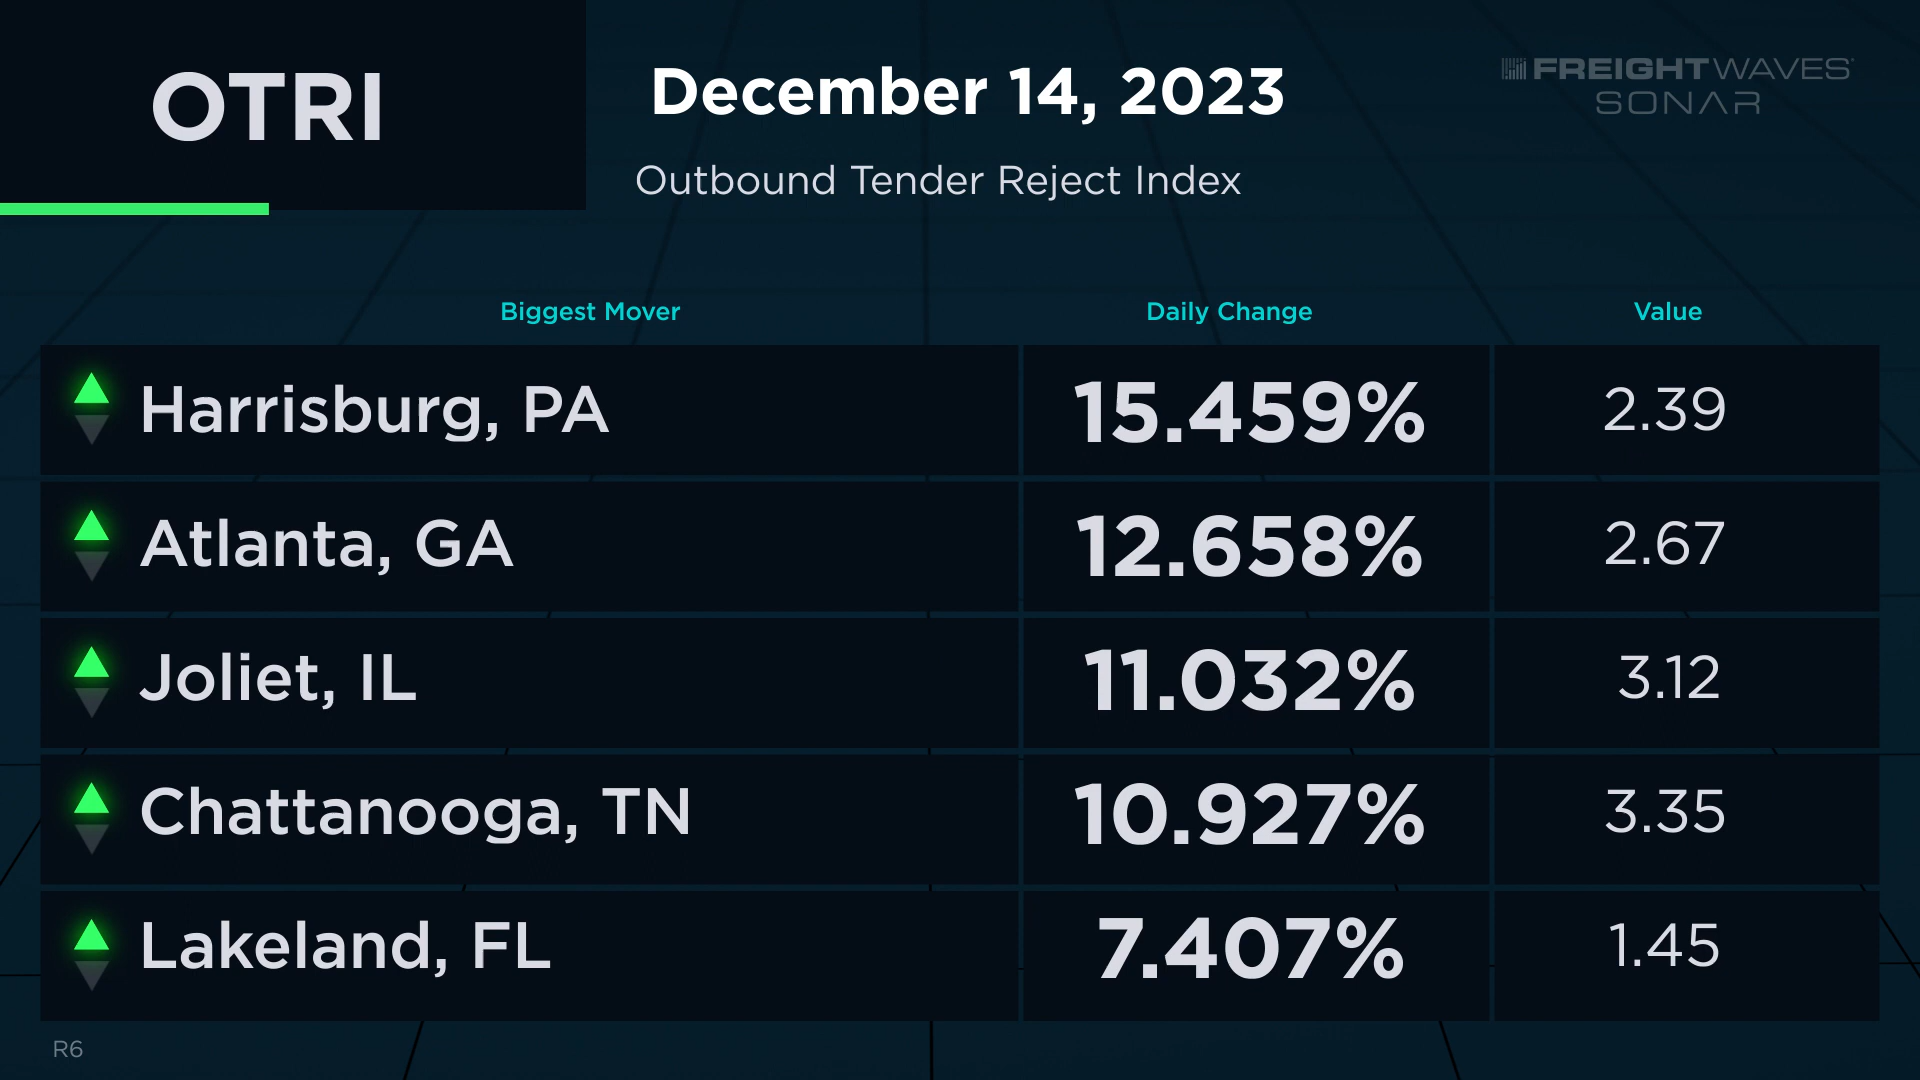 OTRI
December 14, 2023
Outbound Tender Reject Index
FREIGHTWAVES
SONAR
Biggest Mover Daily Change Value
Harrisburg, PA 15.459% 2.39
Atlanta, GA 12.658% 2.67
Joliet, IL 11.032% 3.12
Chattanooga, TN 10.927% 3.35
Lakeland, FL 7.407% 1.45
R6